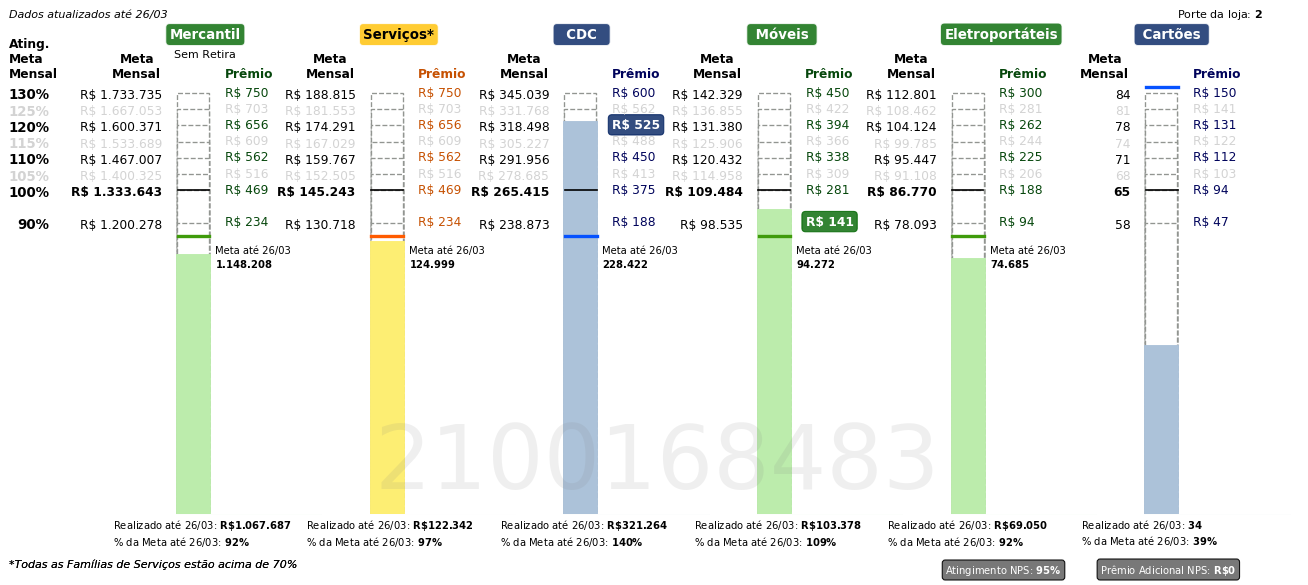 Dados atualizados até 26/03
Porte da loja: 2
Mercantil Serviços* CDC Móveis Eletroportáteis Cartões
Sem Retira
Ating. Meta Mensal
Meta Mensal Prêmio Meta Mensal Prêmio Meta Mensal Prêmio Meta Mensal Prêmio Meta Mensal Prêmio Meta Mensal Prêmio
130% R$ 1.733.735 R$ 750 R$ 188.815 R$ 750 R$ 345.039 R$ 600 R$ 142.329 R$ 450 R$ 112.801 R$ 300 84 R$ 150
125% R$ 1.667.053 R$ 703 R$ 181.553 R$ 703 R$ 331.768 R$ 562 R$ 136.855 R$ 422 R$ 108.462 R$ 281 81 R$ 141
120% R$ 1.600.371 R$ 656 R$ 174.291 R$ 656 R$ 318.498 R$ 525 R$ 131.380 R$ 394 R$ 104.124 R$ 262 78 R$ 131
115% R$ 1.533.689 R$ 609 R$ 167.029 R$ 609 R$ 305.227 R$ 488 R$ 125.906 R$ 366 R$ 99.785 R$ 244 74 R$ 122
110% R$ 1.467.007 R$ 562 R$ 159.767 R$ 562 R$ 291.956 R$ 450 R$ 120.432 R$ 338 R$ 95.447 R$ 225 71 R$ 112
105% R$ 1.400.325 R$ 516 R$ 152.505 R$ 516 R$ 278.685 R$ 413 R$ 114.958 R$ 309 R$ 91.108 R$ 206 68 R$ 103
100% R$ 1.333.643 R$ 469 R$ 145.243 R$ 469 R$ 265.415 R$ 375 R$ 109.484 R$ 281 R$ 86.770 R$ 188 65 R$ 94
90% R$ 1.200.278 R$ 234 R$ 130.718 R$ 234 R$ 238.873 R$ 188 R$ 98.535 R$ 141 R$ 78.093 R$ 94 58 R$ 47
Meta até 26/03 Meta até 26/03 Meta até 26/03 Meta até 26/03 Meta até 26/03
1.148.208 124.999 228.422 94.272 74.685
2100168483
Realizado até 26/03: R$1.067.687 Realizado até 26/03: R$122.342 Realizado até 26/03: R$321.264 Realizado até 26/03: R$103.378 Realizado até 26/03: R$69.050 Realizado até 26/03: 34
% da Meta até 26/03: 92% % da Meta até 26/03: 97% % da Meta até 26/03: 140% % da Meta até 26/03: 109% % da Meta até 26/03: 92% % da Meta até 26/03: 39%
*Todas as Famílias de Serviços estão acima de 70%
Atingimento NPS: 95% Prêmio Adicional NPS: R$0